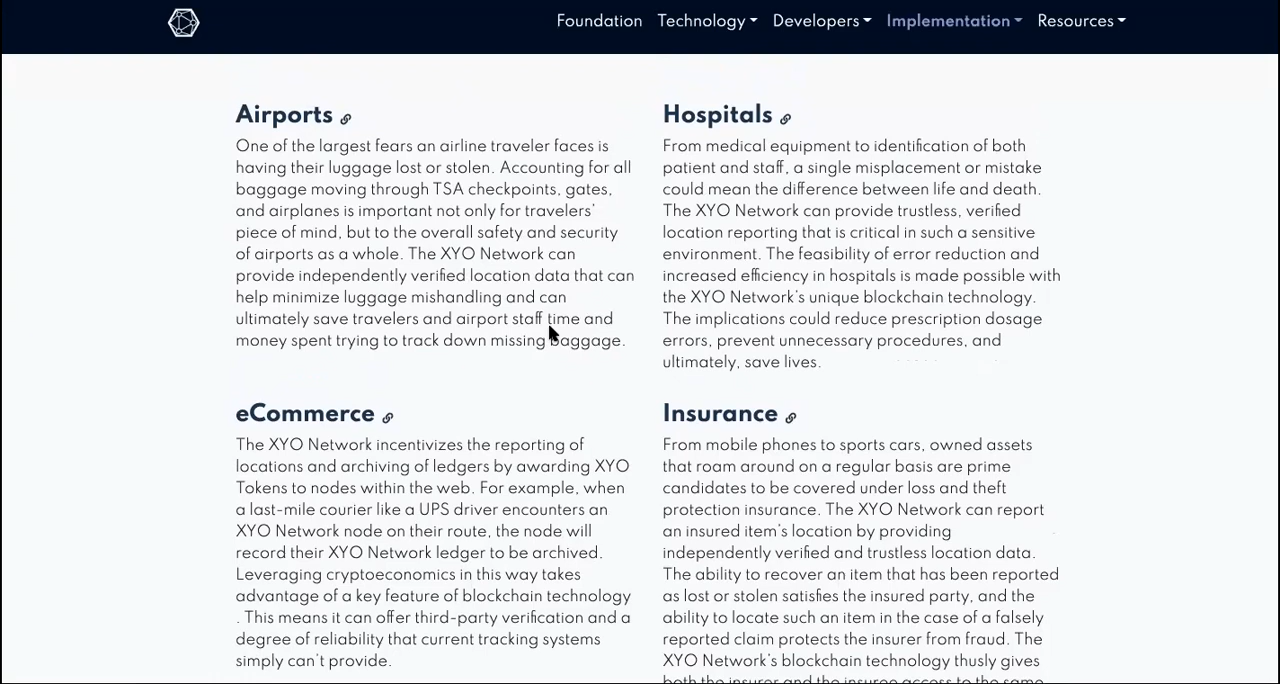 Foundation Technology Developers Implementation Resources
Airports
One of the largest fears an airline traveler faces is
having their luggage lost or stolen. Accounting for all
baggage moving through TSA checkpoints, gates,
and airplanes is important not only for travelers'
piece of mind, but to the overall safety and security
of airports as a whole. The XYO Network can
provide independently verified location data that can
help minimize luggage mishandling and can
ultimately save travelers and airport staff time and
money spent trying to track down missing baggage.
Hospitals
From medical equipment to identification of both
patient and staff, a single misplacement or mistake
could mean the difference between life and death.
The XYO Network can provide trustless, verified
location reporting that is critical in such a sensitive
environment. The feasibility of error reduction and
increased efficiency in hospitals is made possible with
the XYO Network's unique blockchain technology.
The implications could reduce prescription dosage
errors, prevent unnecessary procedures, and
ultimately, save lives.
eCommerce
The XYO Network incentivizes the reporting of
locations and archiving of ledgers by awarding XYO
Tokens to nodes within the web. For example, when
a last-mile courier like a UPS driver encounters an
XYO Network node on their route, the node will
record their XYO Network ledger to be archived.
Leveraging cryptoeconomics in this way takes
advantage of a key feature of blockchain technology
. This means it can offer third-party verification and a
degree of reliability that current tracking systems
simply can't provide.
Insurance
From mobile phones to sports cars, owned assets
that roam around on a regular basis are prime
candidates to be covered under loss and theft
protection insurance. The XYO Network can report
an insured item's location by providing
independently verified and trustless location data.
The ability to recover an item that has been reported
as lost or stolen satisfies the insured party, and the
ability to locate such an item in the case of a falsely
reported claim protects the insurer from fraud. The
XYO Network's blockchain technology thusly gives
both the insurer and the insuree access to the same